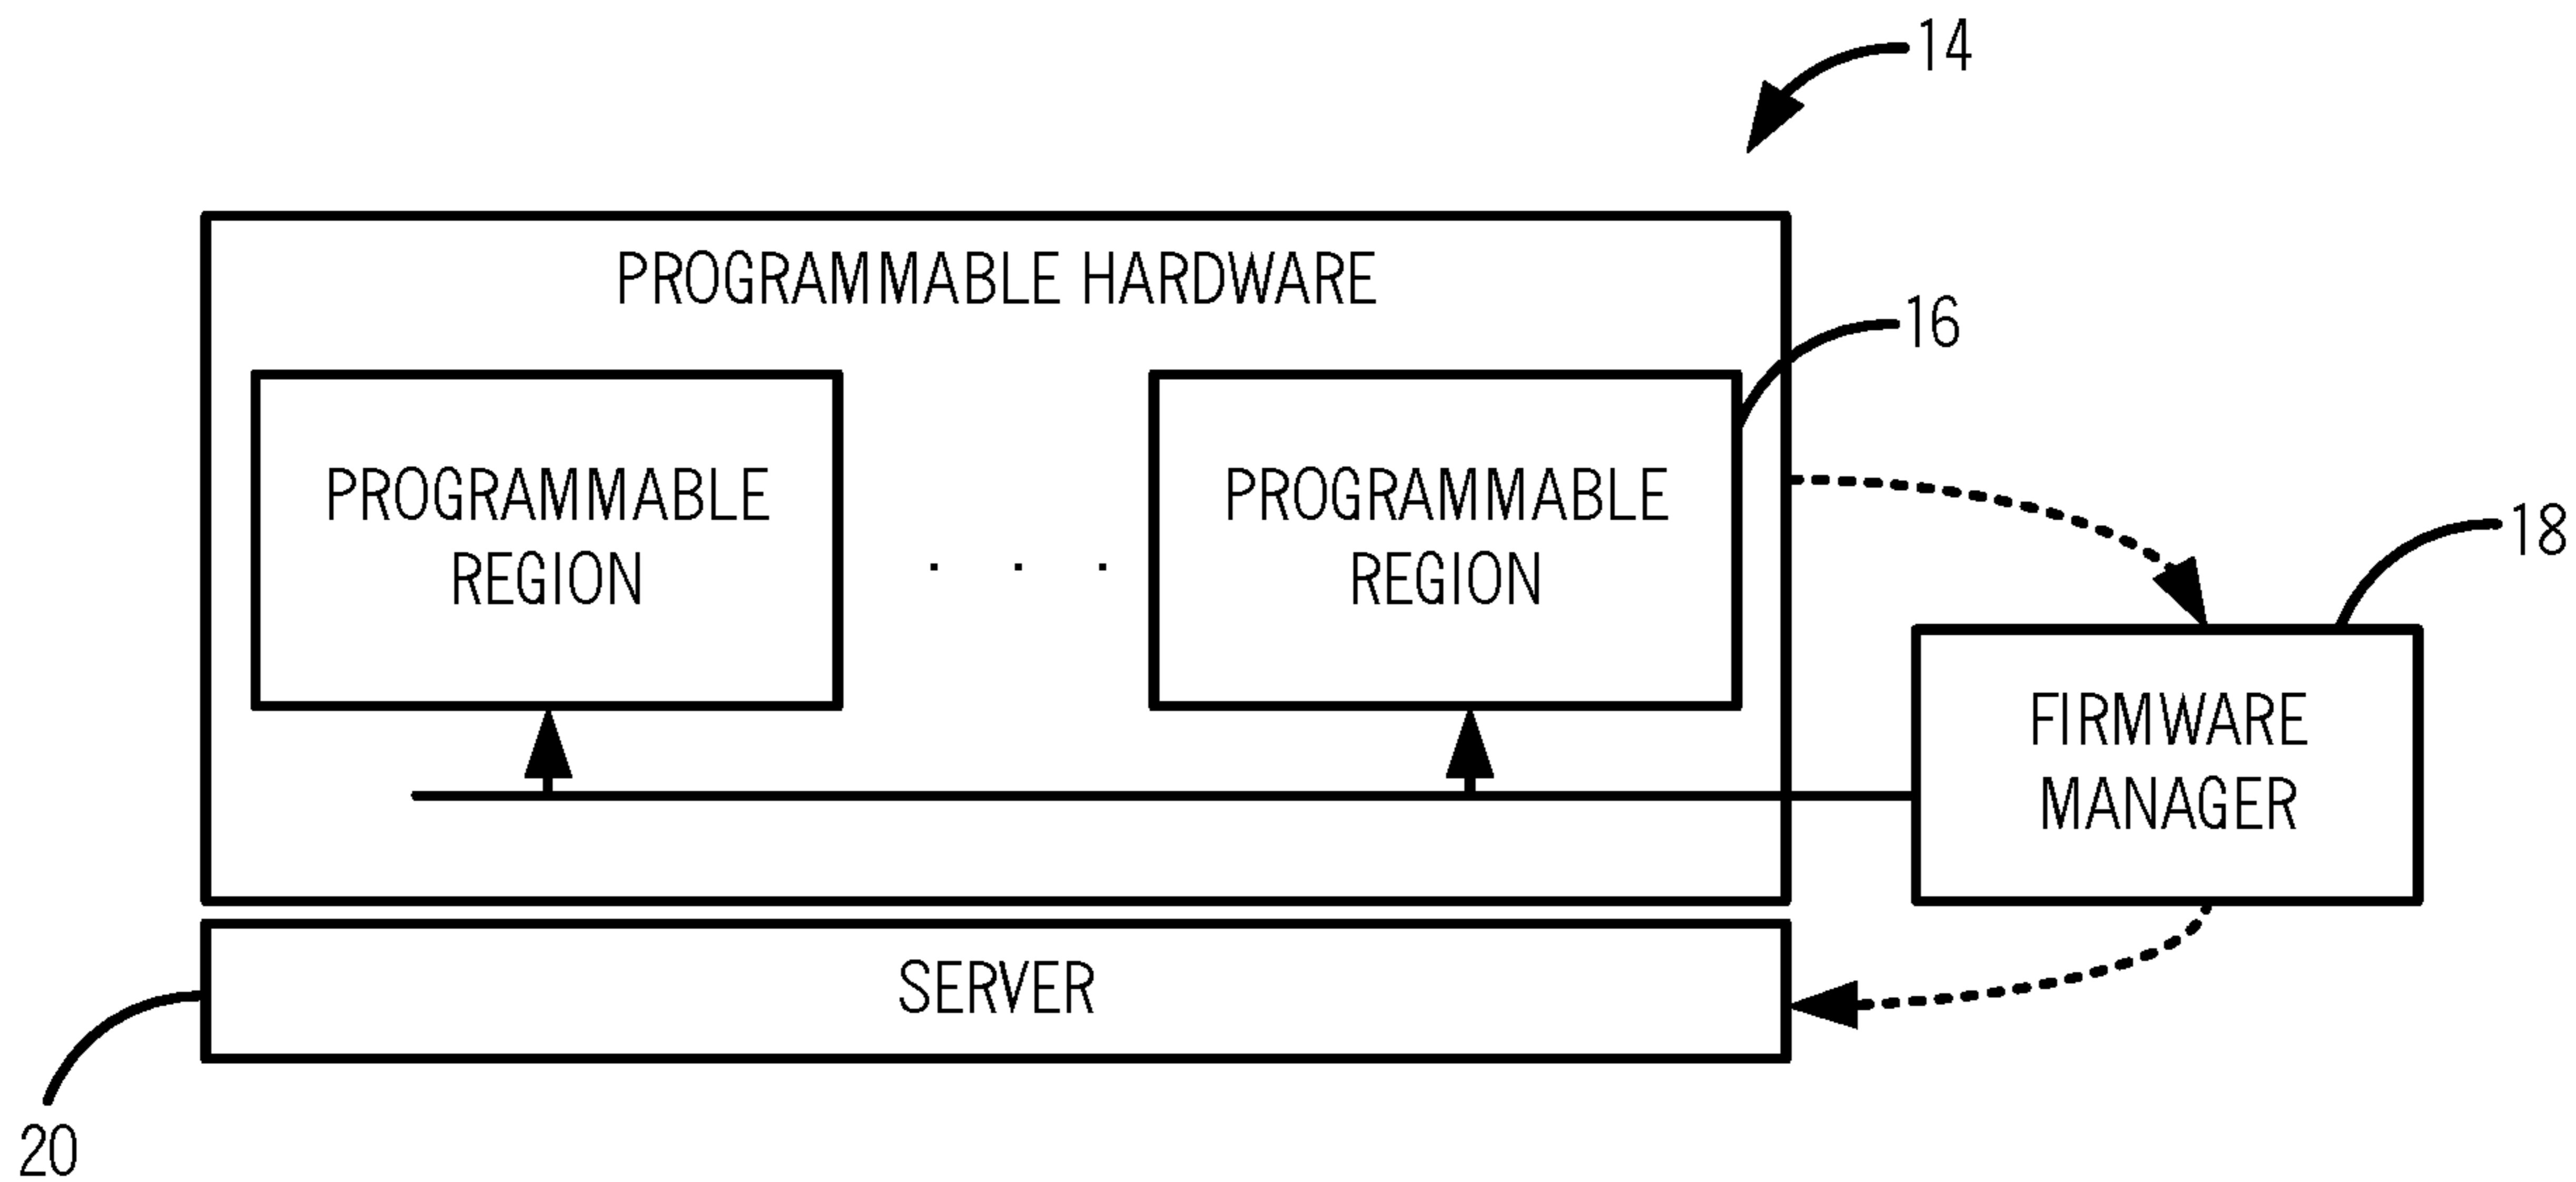 14
PROGRAMMABLE HARDWARE
16
PROGRAMMABLE
REGION
. . .
PROGRAMMABLE
REGION
18
FIRMWARE
MANAGER
SERVER
20